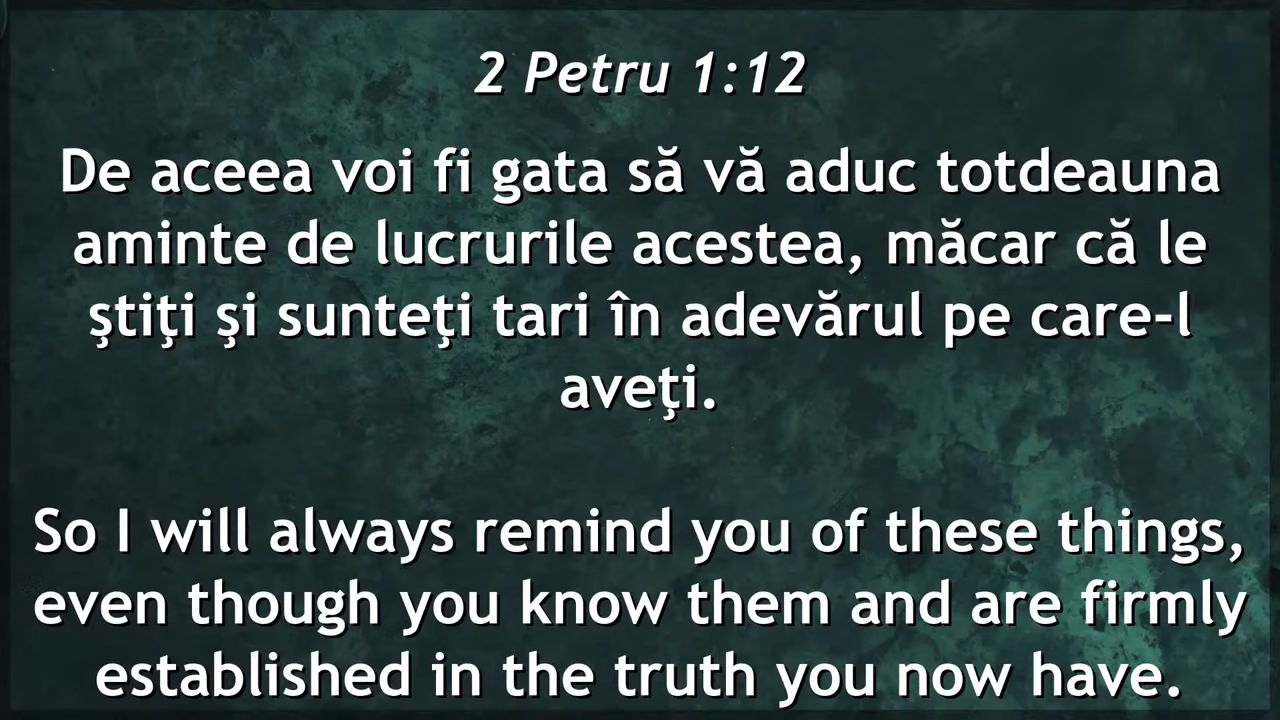 2 Petru 1:12
De aceea voi fi gata să vă aduc totdeauna
aminte de lucrurile acestea, măcar că le
ştiţi şi sunteţi tari în adevărul pe care-l
aveţi.
So I will always remind you of these things,
even though you know them and are firmly
established in the truth you now have.